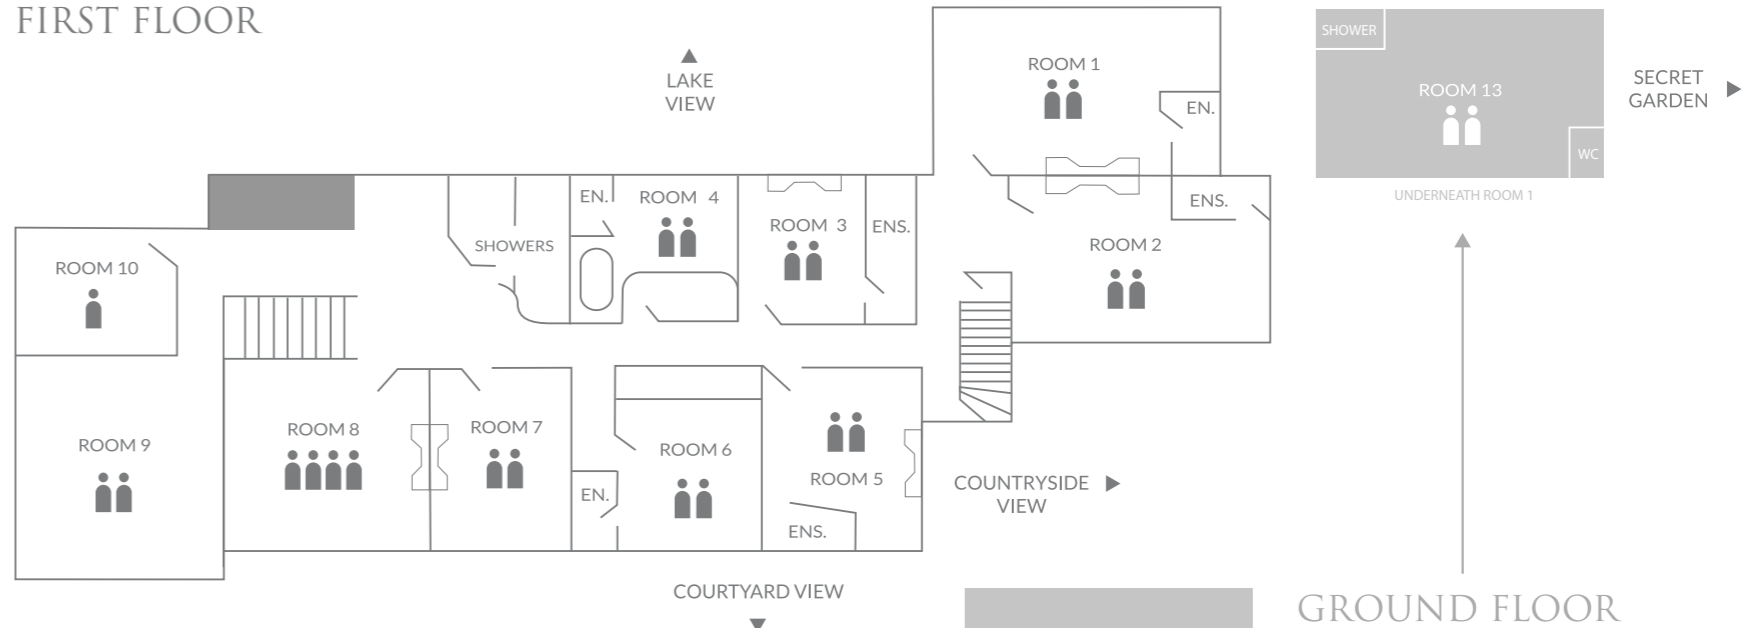 FIRST FLOOR
LAKE
VIEW
ROOM 1
EN.
SHOWER
ROOM 13
WC
SECRET
GARDEN
UNDERNEATH ROOM 1
EN.
ROOM 4
ROOM 3
ENS.
ENS.
SHOWERS
ROOM 2
ROOM 10
ROOM 9
ROOM 8
ROOM 7
ROOM 6
ROOM 5
EN.
ENS.
COUNTRYSIDE
VIEW
COURTYARD VIEW
GROUND FLOOR